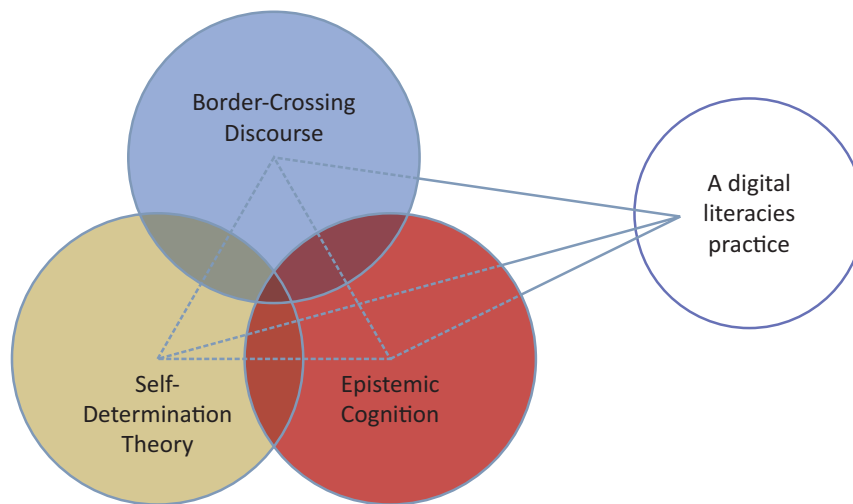 Border-Crossing
Discourse
A digital
literacies
practice
Self-
Determination
Theory
Epistemic
Cognition